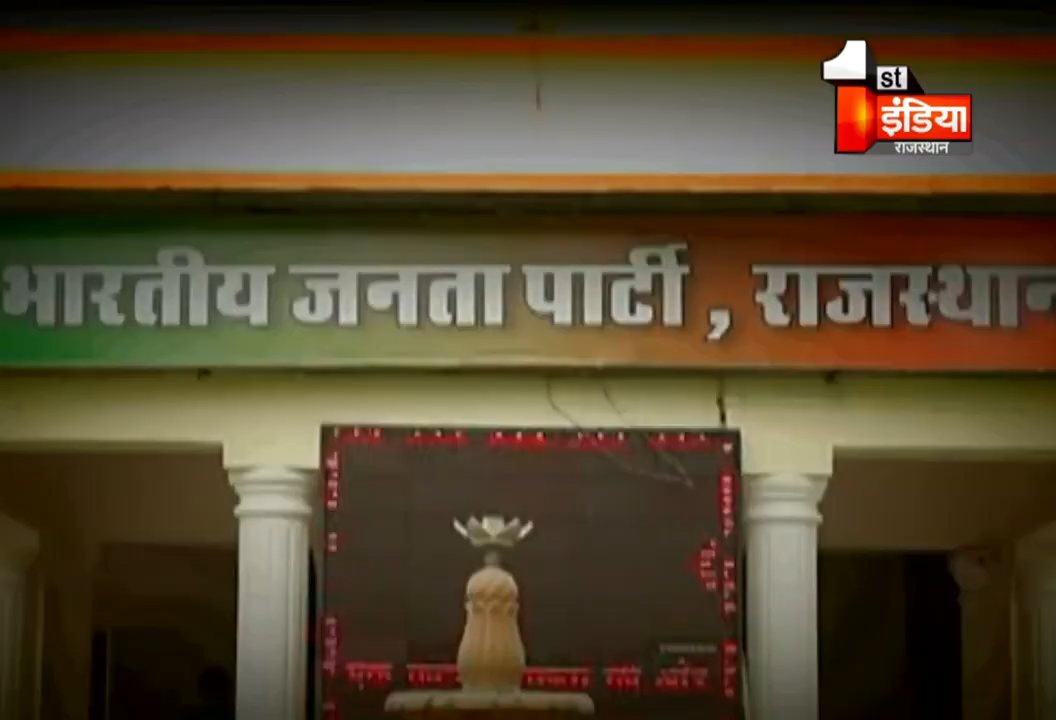 1st
इंडिया
राजस्थान
भारतीय जनता पार्टी , राजस्थान